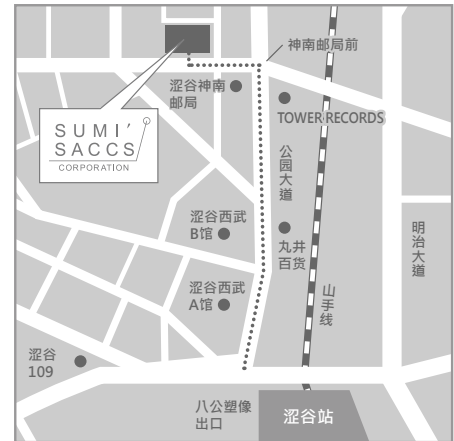 神南邮局前
涩谷神南
邮局
TOWER RECORDS
SUMI'
SACCS
CORPORATION
公园大道
涩谷西武
B馆
丸井
百货
明治大道
涩谷西武
A馆
山手线
涩谷
109
八公塑像
出口
涩谷站